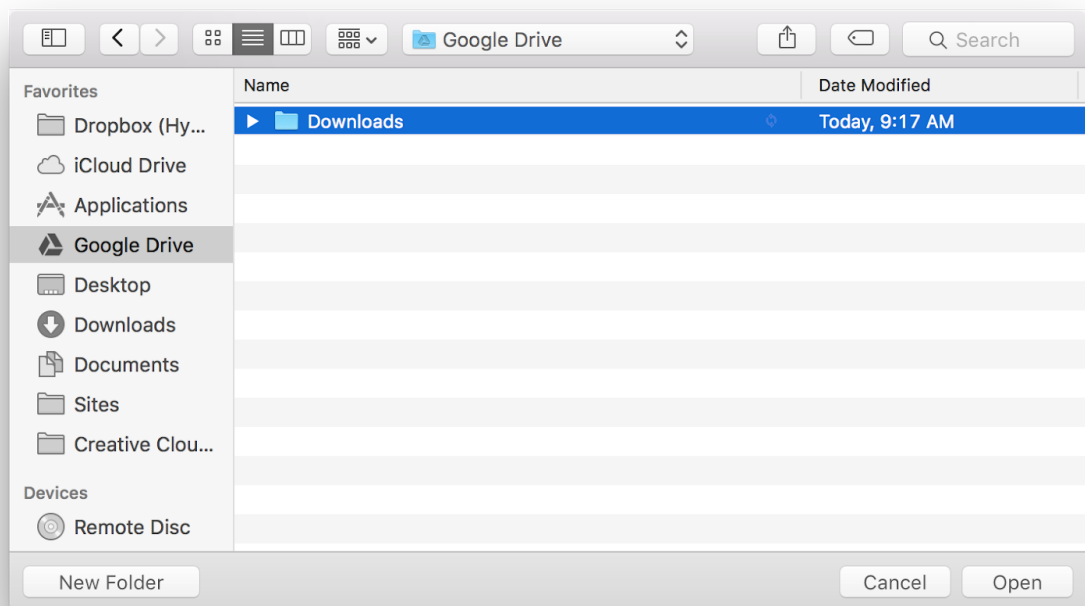 Google Drive
Search
Favorites
Dropbox (Hy...
iCloud Drive
Applications
Google Drive
Desktop
Downloads
Documents
Sites
Creative Clou...
Devices
Remote Disc
Name Date Modified
Downloads Today, 9:17 AM
New Folder Cancel Open